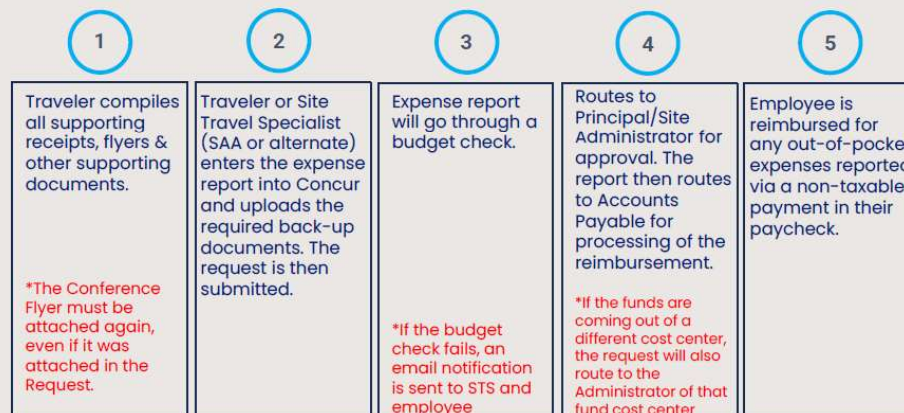 1
2
3
4
5
Traveler compiles
all supporting
receipts, flyers &
other supporting
documents.
*The Conference
Flyer must be
attached again,
even if it was
attached in the
Request.
Traveler or Site
Travel Specialist
(SAA or alternate)
enters the expense
report into Concur
and uploads the
required back-up
documents. The
request is then
submitted.
Expense report
will go through a
budget check.
*If the budget
check fails, an
email notification
is sent to STS and
employee
Routes to
Principal/Site
Administrator for
approval. The
report then routes
to Accounts
Payable for
processing of the
reimbursement.
*If the funds are
coming out of a
different cost center,
the request will also
route to the
Administrator of that
fund cost center
Employee is
reimbursed for
any out-of-pocke
expenses reported
via a non-taxable
payment in their
paycheck.